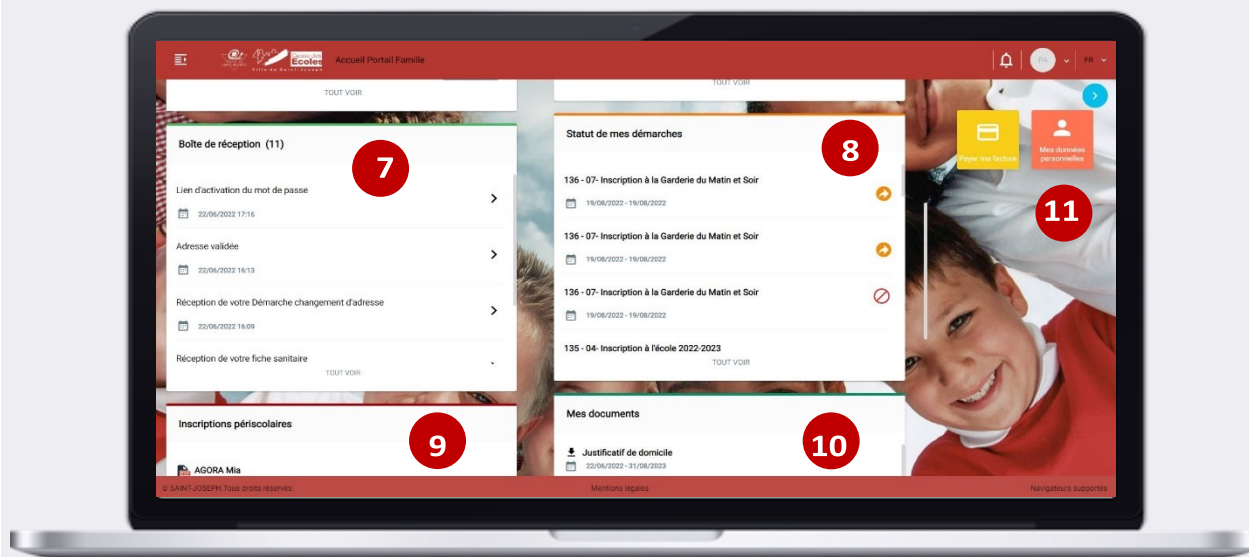 Caisse des
Ecoles
Ville de Saint-Joseph
Accueil Portail Famille
PA
FR
TOUT VOIR
TOUT VOIR
Boîte de réception (11)
7
Lien d'activation du mot de passe
22/06/2022 17:16
Adresse validée
22/06/2022 16:13
Réception de votre Démarche changement d'adresse
22/06/2022 16:09
Réception de votre fiche sanitaire
TOUT VOIR
Statut de mes démarches
8
136 - 07- Inscription à la Garderie du Matin et Soir
19/08/2022 - 19/08/2022
136 - 07- Inscription à la Garderie du Matin et Soir
19/08/2022 - 19/08/2022
136 - 07- Inscription à la Garderie du Matin et Soir
19/08/2022 - 19/08/2022
135 - 04- Inscription à l'école 2022-2023
TOUT VOIR
Payer ma facture
Mes données
personnelles
11
Inscriptions périscolaires
9
AGORA Mia
Mes documents
10
Justificatif de domicile
22/06/2022 - 31/08/2023
© SAINT-JOSEPH Tous droits réservés
Mentions légales
Navigateurs supportés